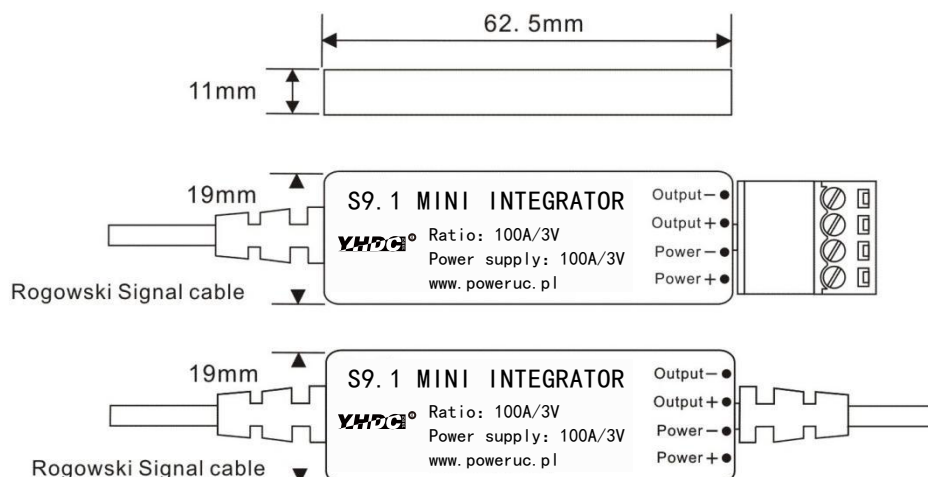 62. 5mm
11mm
19mm
S9.1 MINI INTEGRATOR
YHDC®
Ratio: 100A/3V
Power supply: 100A/3V
www.poweruc.pl
Output−
Output+
Power−
Power+
Rogowski Signal cable
19mm
S9.1 MINI INTEGRATOR
YHDC®
Ratio: 100A/3V
Power supply: 100A/3V
www.poweruc.pl
Output−
Output+
Power−
Power+
Rogowski Signal cable